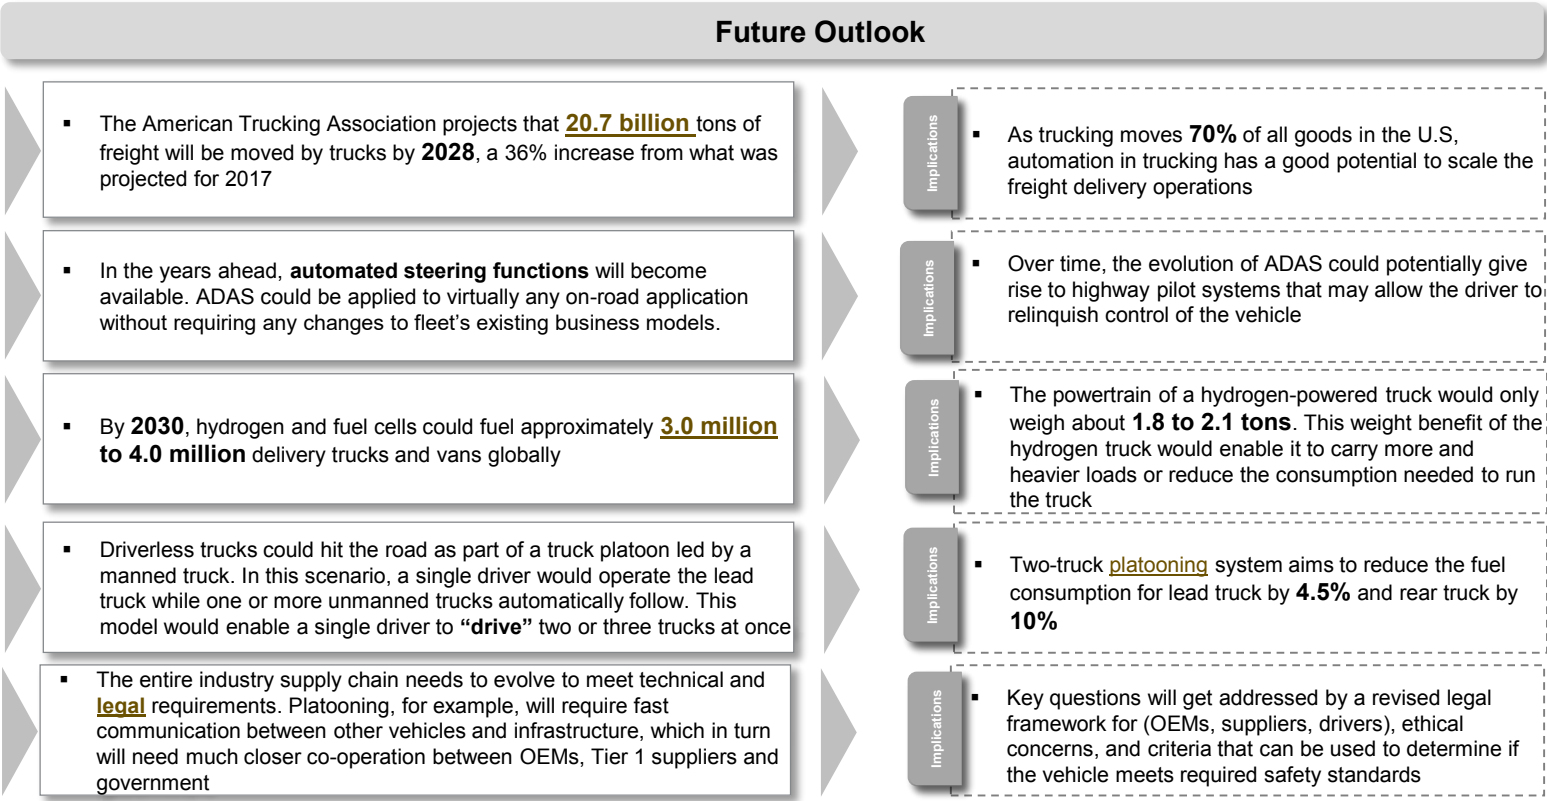 Future Outlook
▪ The American Trucking Association projects that 20.7 billion tons of
freight will be moved by trucks by 2028, a 36% increase from what was
projected for 2017
Implications
▪ As trucking moves 70% of all goods in the U.S,
automation in trucking has a good potential to scale the
freight delivery operations
▪ In the years ahead, automated steering functions will become
available. ADAS could be applied to virtually any on-road application
without requiring any changes to fleet's existing business models.
Implications
▪ Over time, the evolution of ADAS could potentially give
rise to highway pilot systems that may allow the driver to
relinquish control of the vehicle
▪ By 2030, hydrogen and fuel cells could fuel approximately 3.0 million
to 4.0 million delivery trucks and vans globally
Implications
▪ The powertrain of a hydrogen-powered truck would only
weigh about 1.8 to 2.1 tons. This weight benefit of the
hydrogen truck would enable it to carry more and
heavier loads or reduce the consumption needed to run
the truck
▪ Driverless trucks could hit the road as part of a truck platoon led by a
manned truck. In this scenario, a single driver would operate the lead
truck while one or more unmanned trucks automatically follow. This
model would enable a single driver to “drive” two or three trucks at once
Implications
▪ Two-truck platooning system aims to reduce the fuel
consumption for lead truck by 4.5% and rear truck by
10%
▪ The entire industry supply chain needs to evolve to meet technical and
legal requirements. Platooning, for example, will require fast
communication between other vehicles and infrastructure, which in turn
will need much closer co-operation between OEMs, Tier 1 suppliers and
government
Implications
▪ Key questions will get addressed by a revised legal
framework for (OEMs, suppliers, drivers), ethical
concerns, and criteria that can be used to determine if
the vehicle meets required safety standards